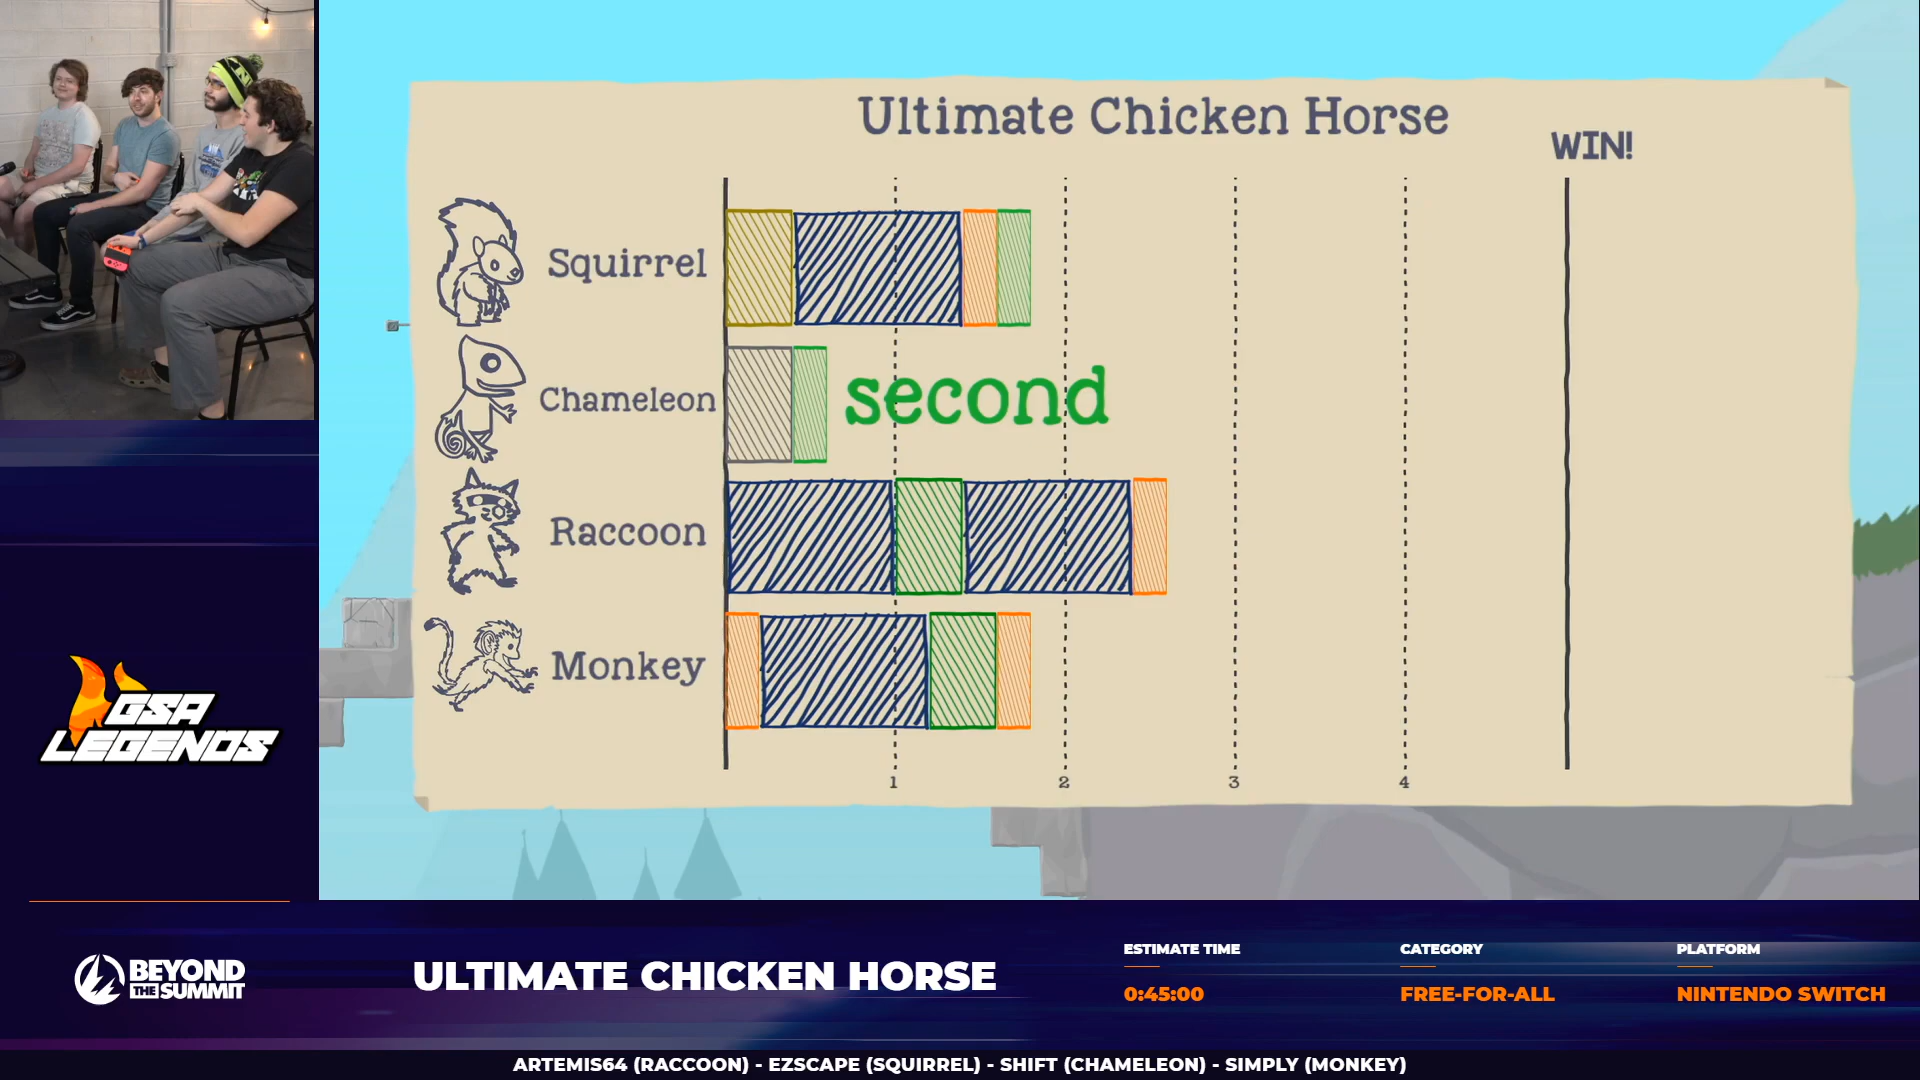 Ultimate Chicken Horse
WIN!
Squirrel
Chameleon
second
Raccoon
Monkey
1 2 3 4
GSA
LEGENDS
BEYOND
THE SUMMIT
ULTIMATE CHICKEN HORSE
ESTIMATE TIME
0:45:00
CATEGORY
FREE-FOR-ALL
PLATFORM
NINTENDO SWITCH
ARTEMIS64 (RACCOON) - EZSCAPE (SQUIRREL) - SHIFT (CHAMELEON) - SIMPLY (MONKEY)